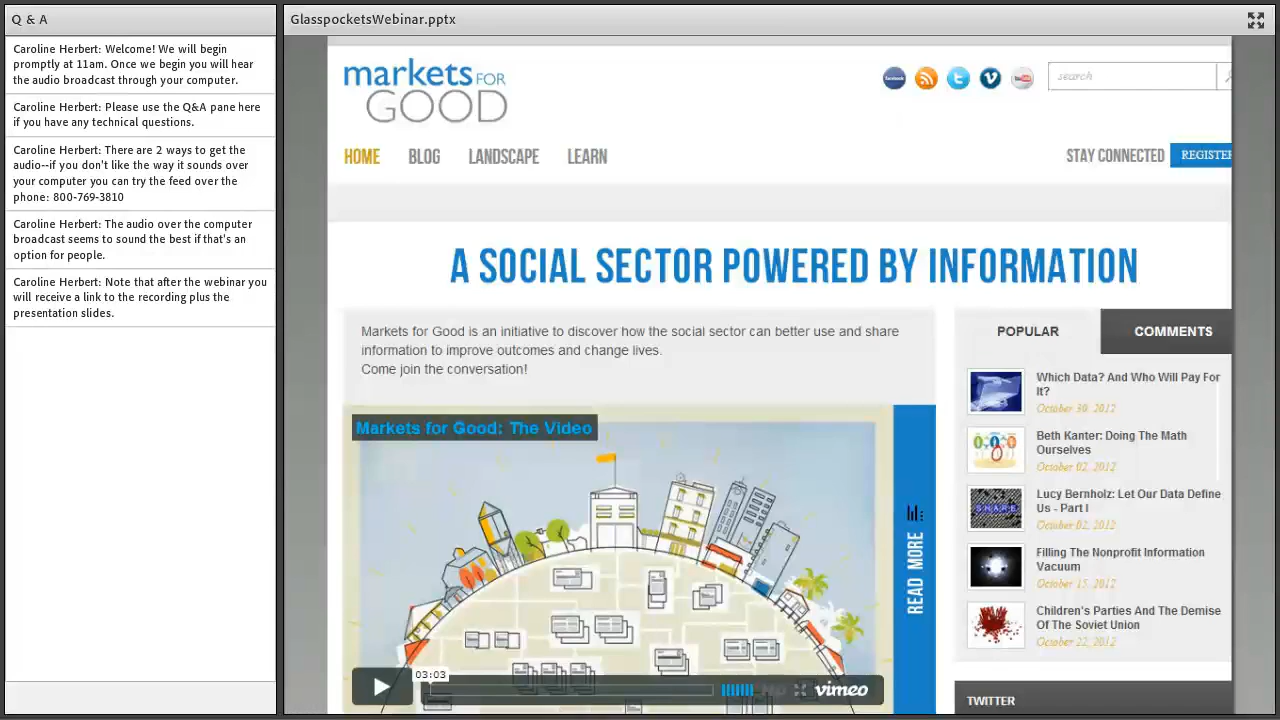 Q & A
Caroline Herbert: Welcome! We will begin
promptly at 11am. Once we begin you will hear
the audio broadcast through your computer.
Caroline Herbert: Please use the Q&A pane here
if you have any technical questions.
Caroline Herbert: There are 2 ways to get the
audio--if you don't like the way it sounds over
your computer you can try the feed over the
phone: 800-769-3810
Caroline Herbert: The audio over the computer
broadcast seems to sound the best if that's an
option for people.
Caroline Herbert: Note that after the webinar you
will receive a link to the recording plus the
presentation slides.
GlasspocketsWebinar.pptx
markets FOR
GOOD
facebook
You Tube
search
HOME BLOG LANDSCAPE LEARN
STAY CONNECTED REGISTER
A SOCIAL SECTOR POWERED BY INFORMATION
Markets for Good is an initiative to discover how the social sector can better use and share
information to improve outcomes and change lives.
Come join the conversation!
Markets for Good: The Video
READ MORE
03:03
HD
vimeo
POPULAR COMMENTS
Which Data? And Who Will Pay For
It?
October 30, 2012
Beth Kanter: Doing The Math
Ourselves
October 02, 2012
SHARE
Lucy Bernholz: Let Our Data Define
Us - Part I
October 02, 2012
Filling The Nonprofit Information
Vacuum
October 15, 2012
Children's Parties And The Demise
Of The Soviet Union
October 22, 2012
TWITTER